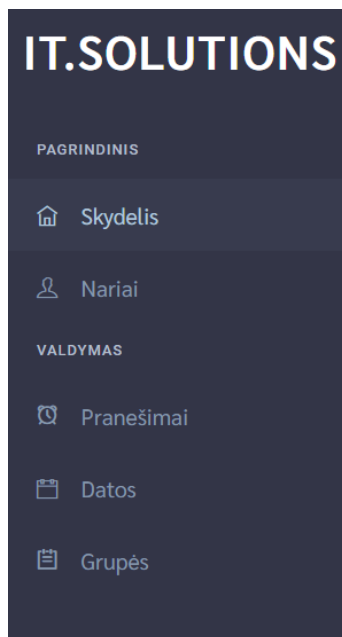 IT.SOLUTIONS
PAGRINDINIS
Skydelis
Nariai
VALDYMAS
Pranešimai
Datos
Grupės